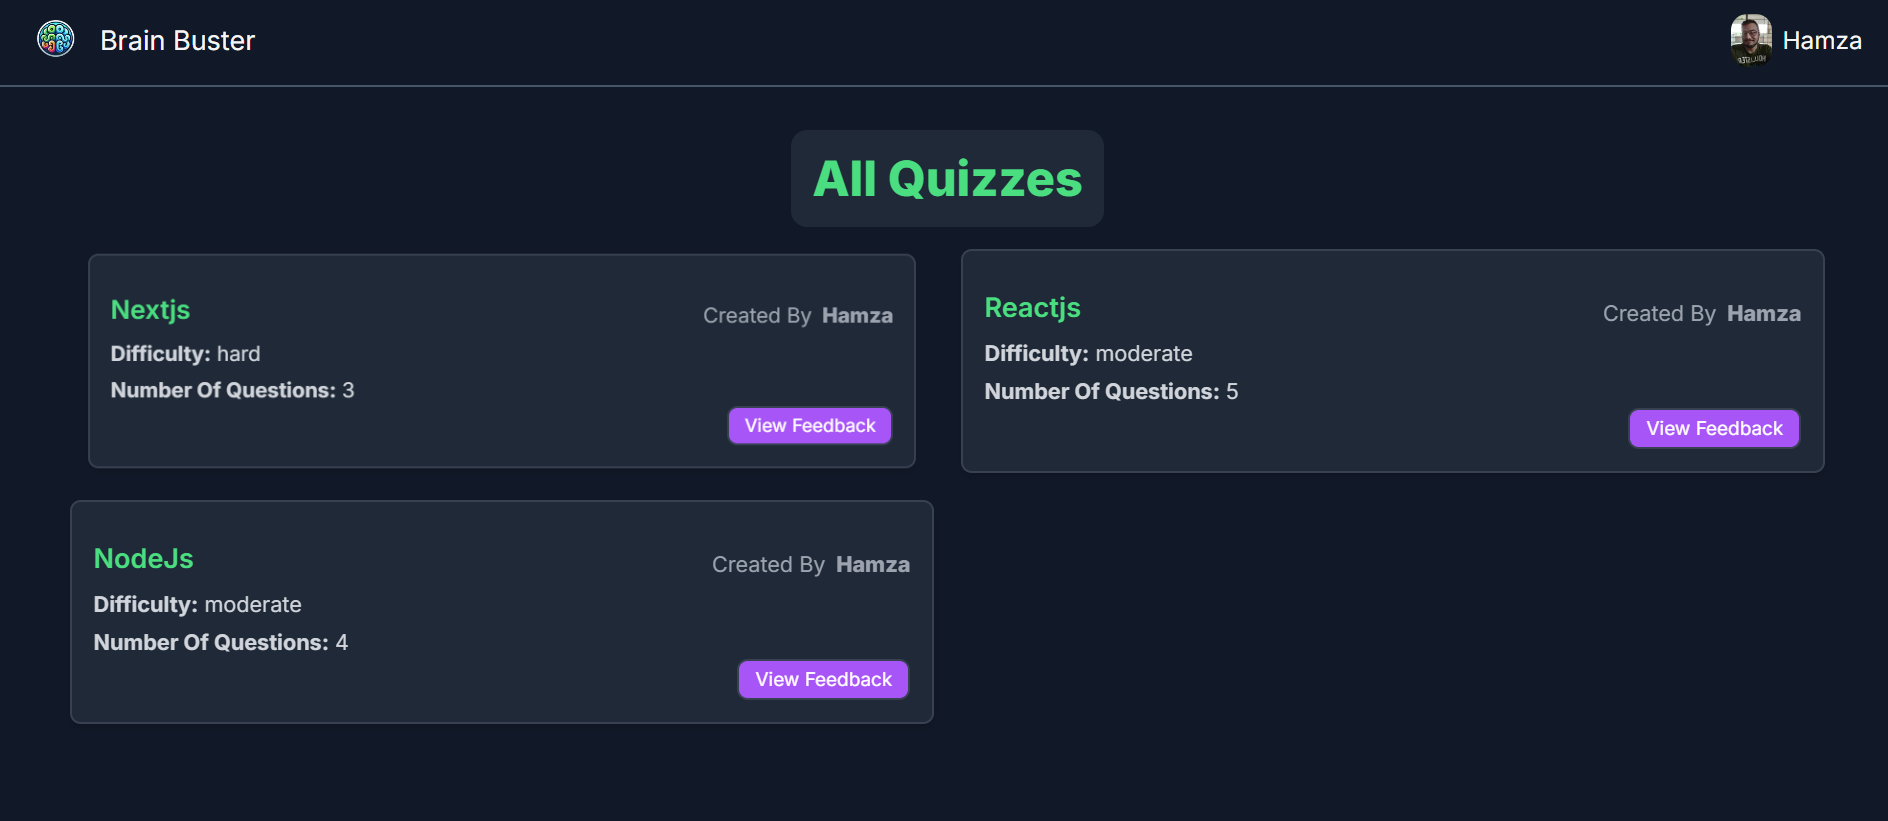 Brain Buster
Hamza
All Quizzes
Nextjs
Created By Hamza
Difficulty: hard
Number Of Questions: 3
View Feedback
Reactjs
Created By Hamza
Difficulty: moderate
Number Of Questions: 5
View Feedback
NodeJs
Created By Hamza
Difficulty: moderate
Number Of Questions: 4
View Feedback